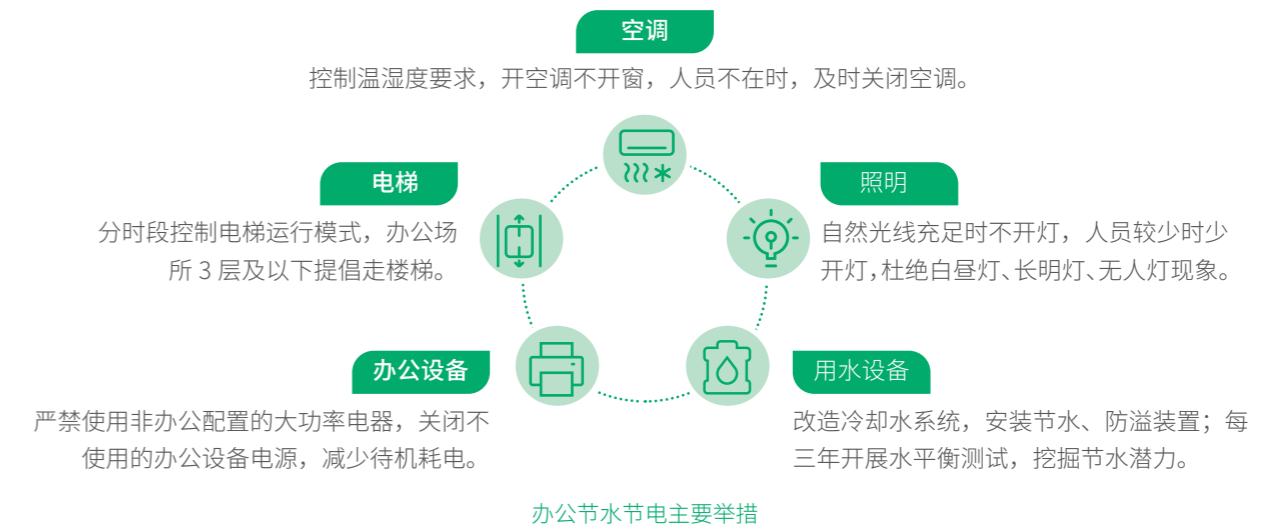 空调
控制温湿度要求，开空调不开窗，人员不在时，及时关闭空调。
电梯
分时段控制电梯运行模式，办公场
所 3 层及以下提倡走楼梯。
照明
自然光线充足时不开灯，人员较少时少
开灯，杜绝白昼灯、长明灯、无人灯现象。
办公设备
严禁使用非办公配置的大功率电器，关闭不
使用的办公设备电源，减少待机耗电。
用水设备
改造冷却水系统，安装节水、防溢装置；每
三年开展水平衡测试，挖掘节水潜力。
办公节水节电主要举措